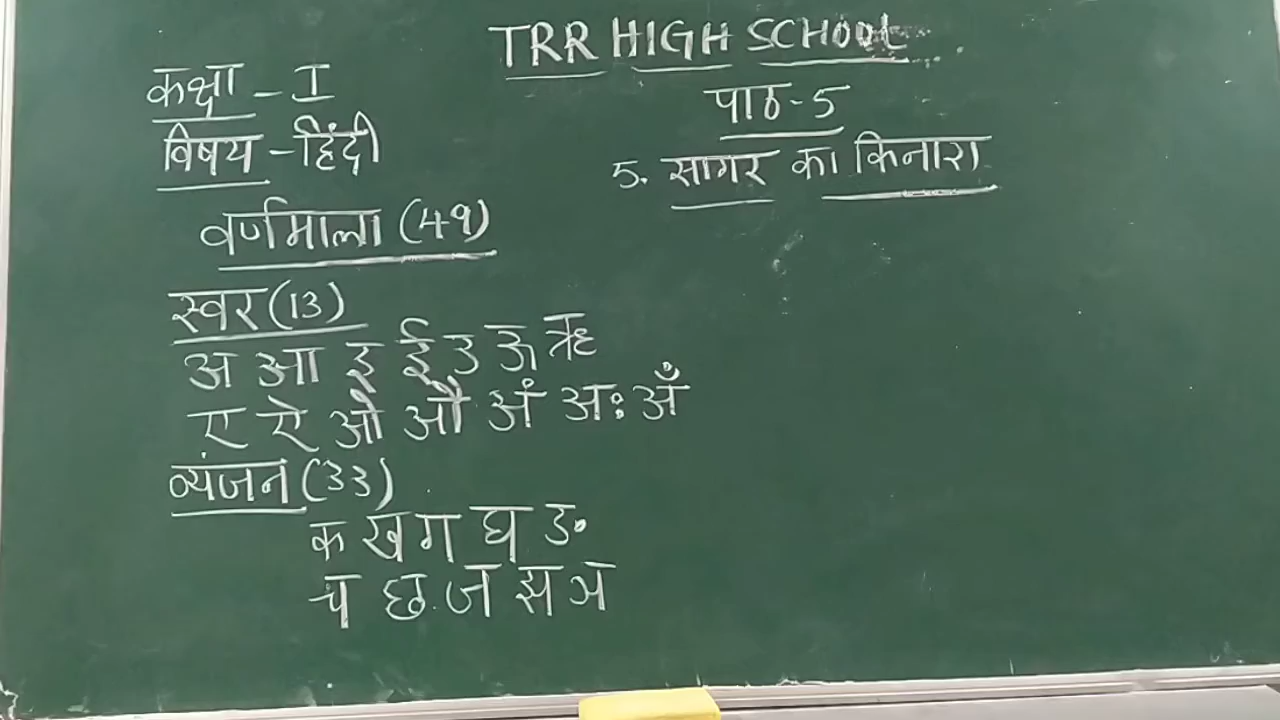 TRR HIGH SCHOOL
कक्षा - I
विषय - हिंदी
पाठ - 5
5. सागर का किनारा
वर्णमाला (49)
स्वर (13)
अ आ इ ई उ ऊ ऋ
ए ऐ ओ औ अं अः अँ
व्यंजन (33)
क ख ग घ ङ
च छ ज झ ञ